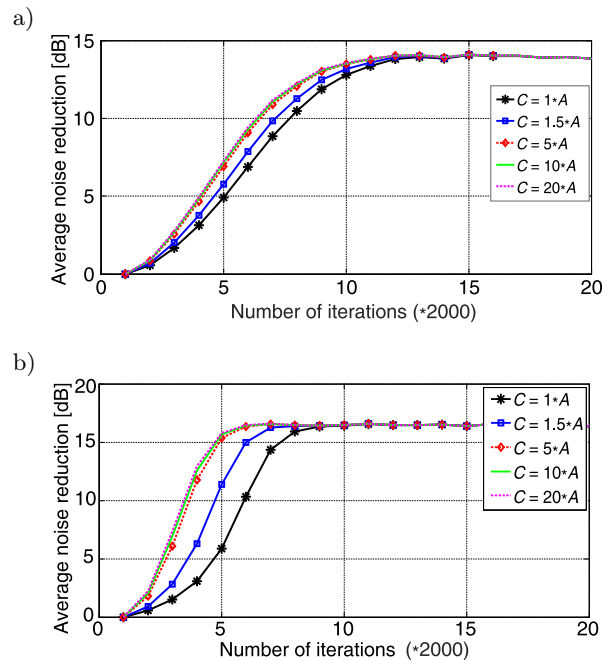 a)
Average noise reduction [dB]
15
10
5
0
0
5
10
15
20
Number of iterations (*2000)
C = 1*A
C = 1.5*A
C = 5*A
C = 10*A
C = 20*A
b)
Average noise reduction [dB]
20
15
10
5
0
0
5
10
15
20
Number of iterations (*2000)
C = 1*A
C = 1.5*A
C = 5*A
C = 10*A
C = 20*A